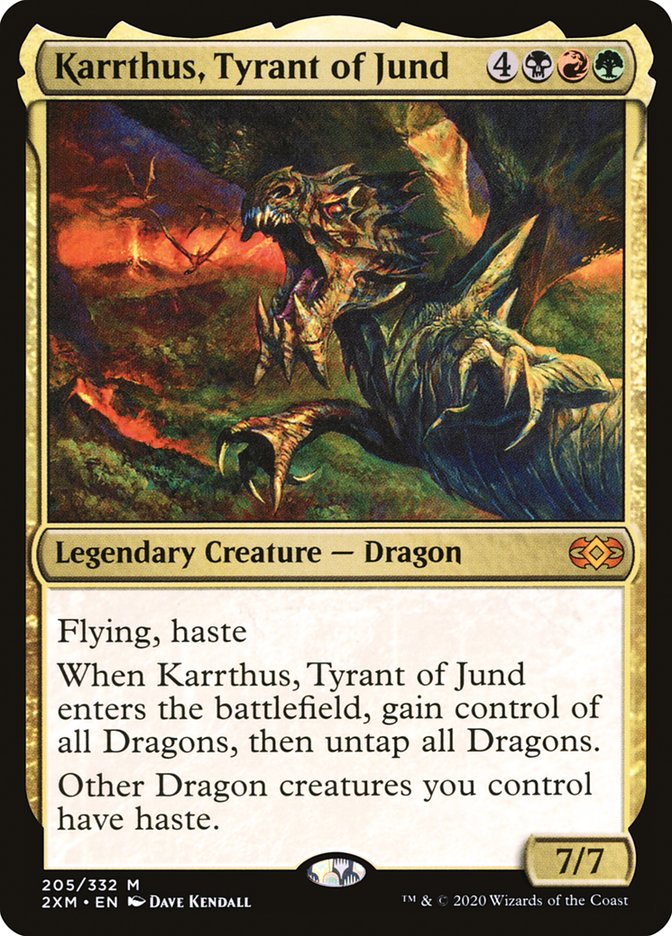 Karrthus, Tyrant of Jund 4
Legendary Creature — Dragon
Flying, haste
When Karrthus, Tyrant of Jund
enters the battlefield, gain control of
all Dragons, then untap all Dragons.
Other Dragon creatures you control
have haste.
7/7
205/332 M
2XM • EN Dave Kendall
™ & © 2020 Wizards of the Coast